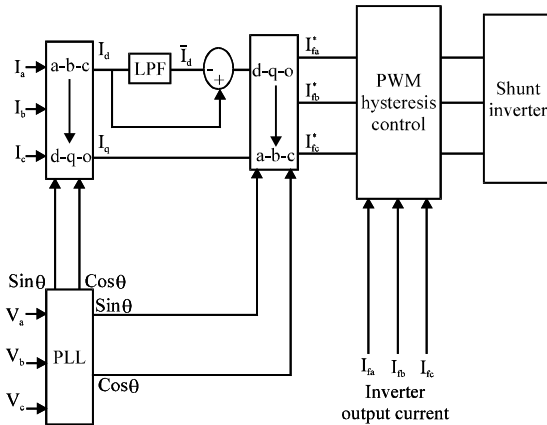 I_d
LPF
Ī_d
I_a
a-b-c
-
+
I_b
I_c
d-q-o
I_q
d-q-o
a-b-c
I*_fa
I*_fb
I*_fc
PWM
hysteresis
control
Shunt
inverter
Sinθ
Cosθ
Sinθ
V_a
V_b
V_c
PLL
Cosθ
I_fa
I_fb
I_fc
Inverter
output current